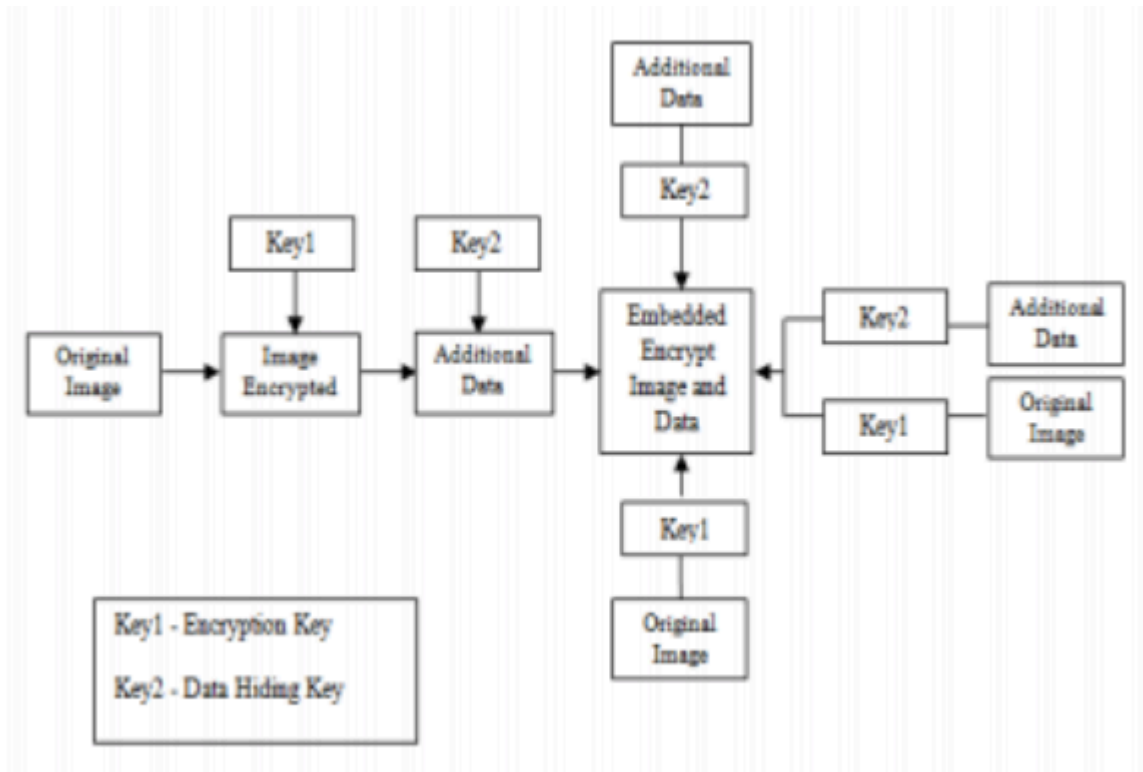 Additional
Data
Key2
Key1
Key2
Original
Image
Image
Encrypted
Additional
Data
Embedded
Encrypt
Image and
Data
Key2
Additional
Data
Key1
Original
Image
Key1
Original
Image
Key1 - Encryption Key
Key2 - Data Hiding Key